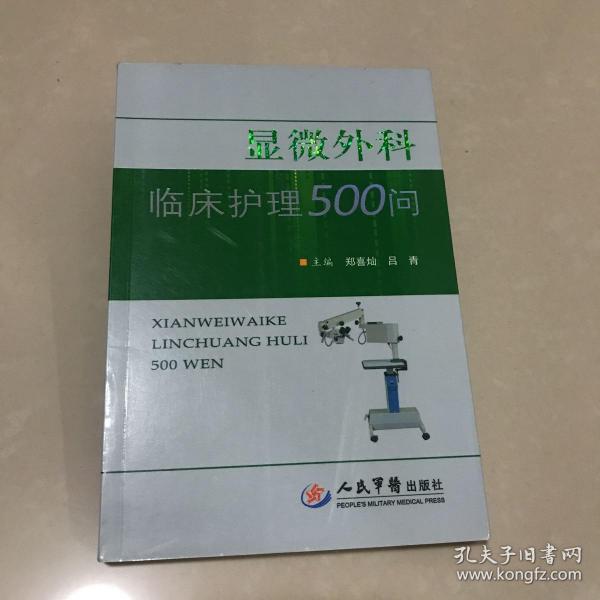 显微外科
临床护理500问
主编 郑喜灿 吕青
XIANWEIWAIKE
LINCHUANG HULI
500 WEN
人民军医出版社
PEOPLE'S MILITARY MEDICAL PRESS
孔夫子旧书网
www.kongfz.com